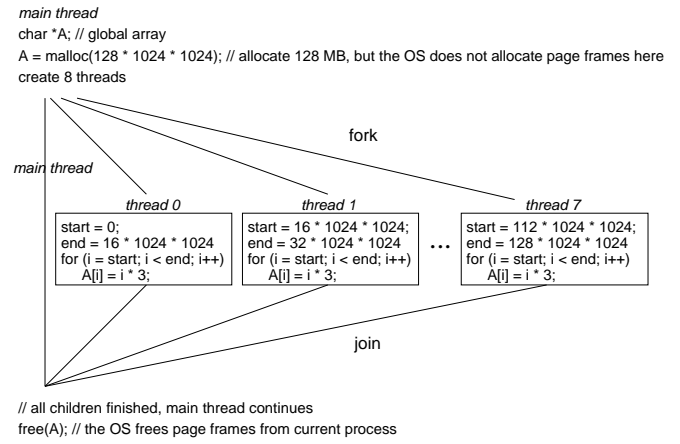 main thread
char *A; // global array
A = malloc(128 * 1024 * 1024); // allocate 128 MB, but the OS does not allocate page frames here
create 8 threads
fork
main thread
thread 0
start = 0;
end = 16 * 1024 * 1024
for (i = start; i < end; i++)
A[i] = i * 3;
thread 1
start = 16 * 1024 * 1024;
end = 32 * 1024 * 1024
for (i = start; i < end; i++)
A[i] = i * 3;
...
thread 7
start = 112 * 1024 * 1024;
end = 128 * 1024 * 1024
for (i = start; i < end; i++)
A[i] = i * 3;
join
// all children finished, main thread continues
free(A); // the OS frees page frames from current process